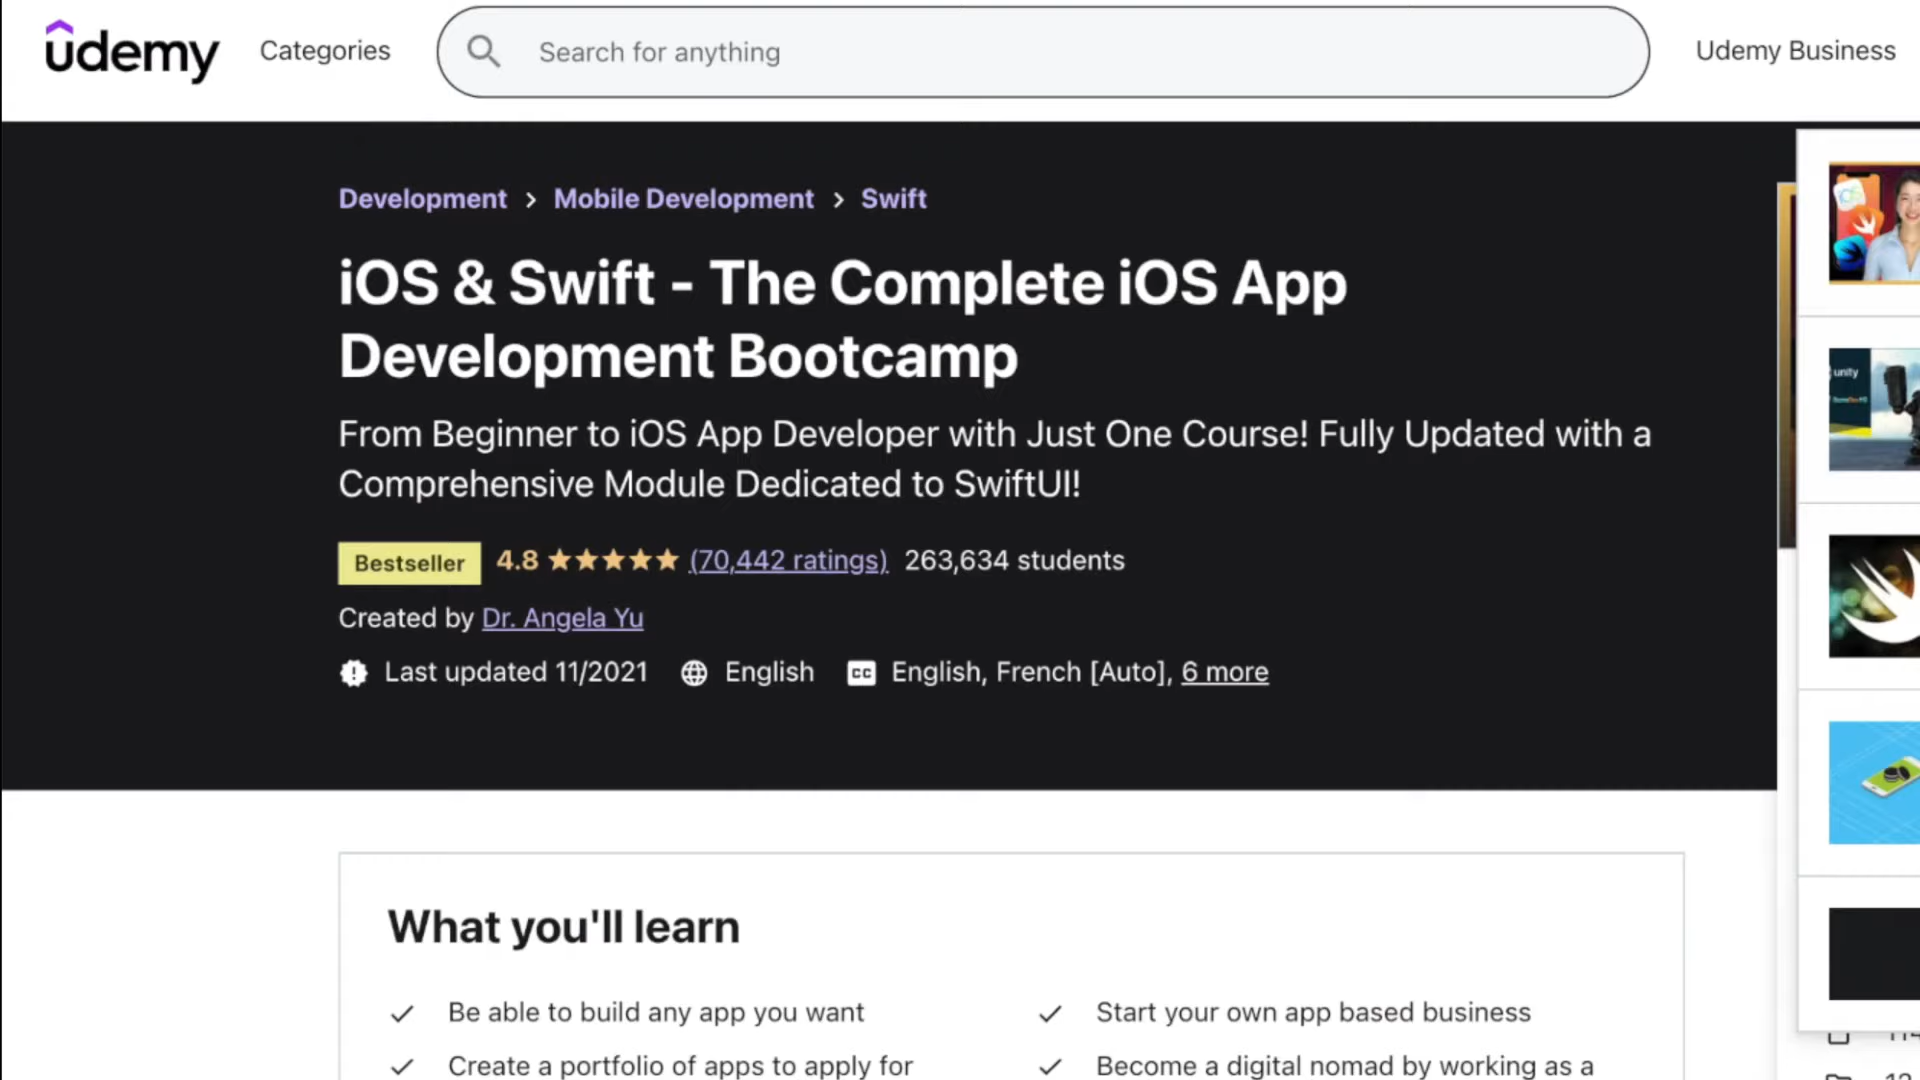 udemy
Categories
Search for anything
Udemy Business
Development > Mobile Development > Swift
iOS & Swift - The Complete iOS App
Development Bootcamp
From Beginner to iOS App Developer with Just One Course! Fully Updated with a
Comprehensive Module Dedicated to SwiftUI!
Bestseller 4.8 (70,442 ratings) 263,634 students
Created by Dr. Angela Yu
Last updated 11/2021 English CC English, French [Auto], 6 more
unity
What you'll learn
Be able to build any app you want
Start your own app based business
Create a portfolio of apps to apply for
Become a digital nomad by working as a